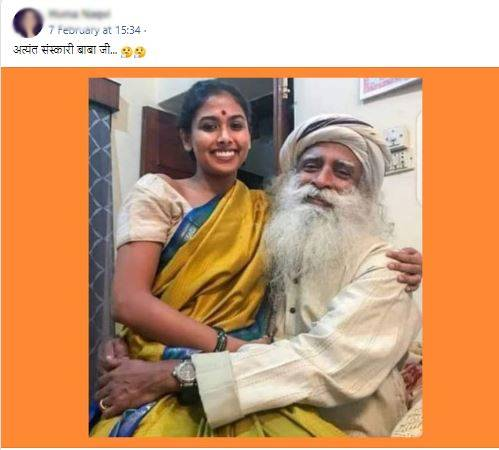 7 February at 15:34 ·
अत्यंत संस्कारी बाबा जी... 🤔🤔